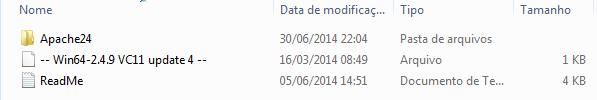 Nome Data de modificaç... Tipo Tamanho
Apache24 30/06/2014 22:04 Pasta de arquivos
-- Win64-2.4.9 VC11 update 4 -- 16/03/2014 08:49 Arquivo 1 KB
ReadMe 05/06/2014 14:51 Documento de Te... 4 KB